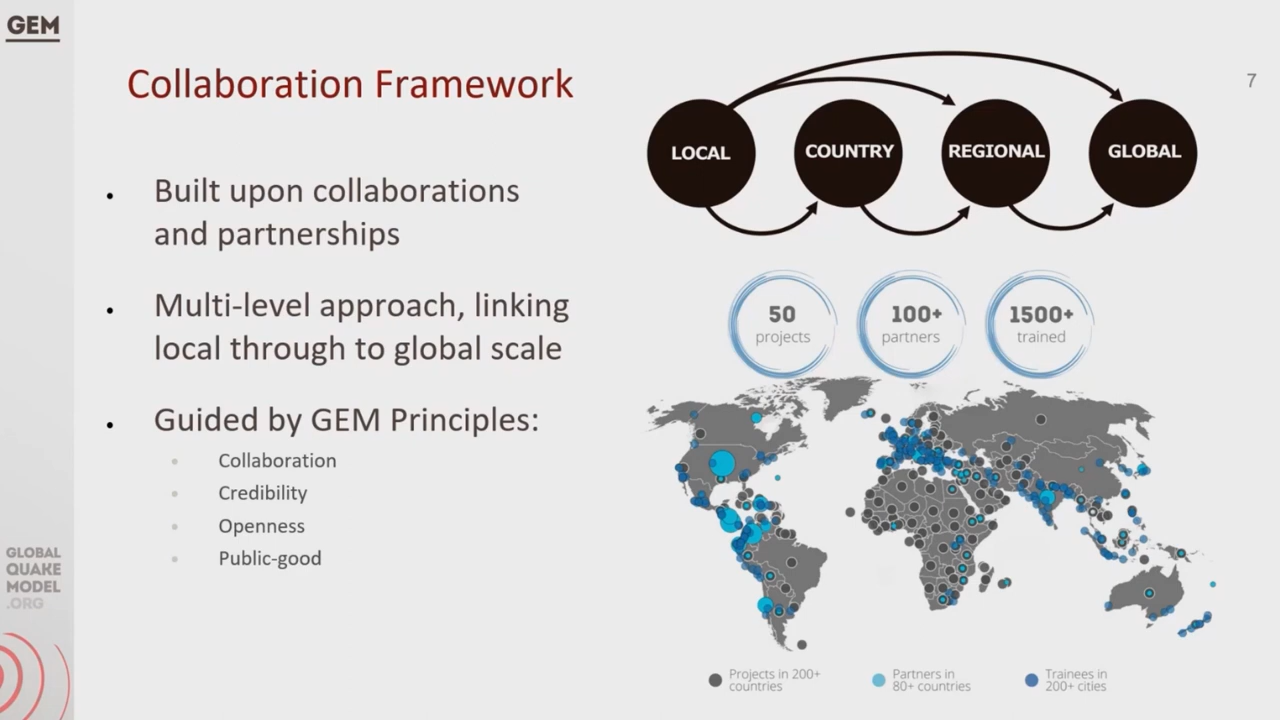 GEM
Collaboration Framework
7
Built upon collaborations
and partnerships
Multi-level approach, linking
local through to global scale
Guided by GEM Principles:
Collaboration
Credibility
Openness
Public-good
LOCAL
COUNTRY
REGIONAL
GLOBAL
50
projects
100+
partners
1500+
trained
Projects in 200+
countries
Partners in
80+ countries
Trainees in
200+ cities
GLOBAL
QUAKE
MODEL
.ORG